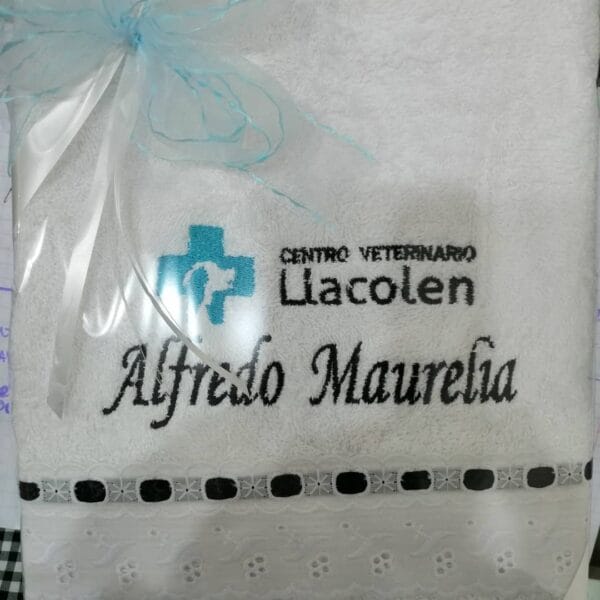 CENTRO VETERINARIO
Llacolen
Alfredo Maurelia